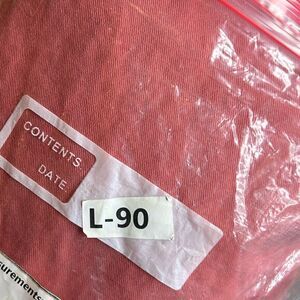 CONTENTS
DATE
L-90
surements